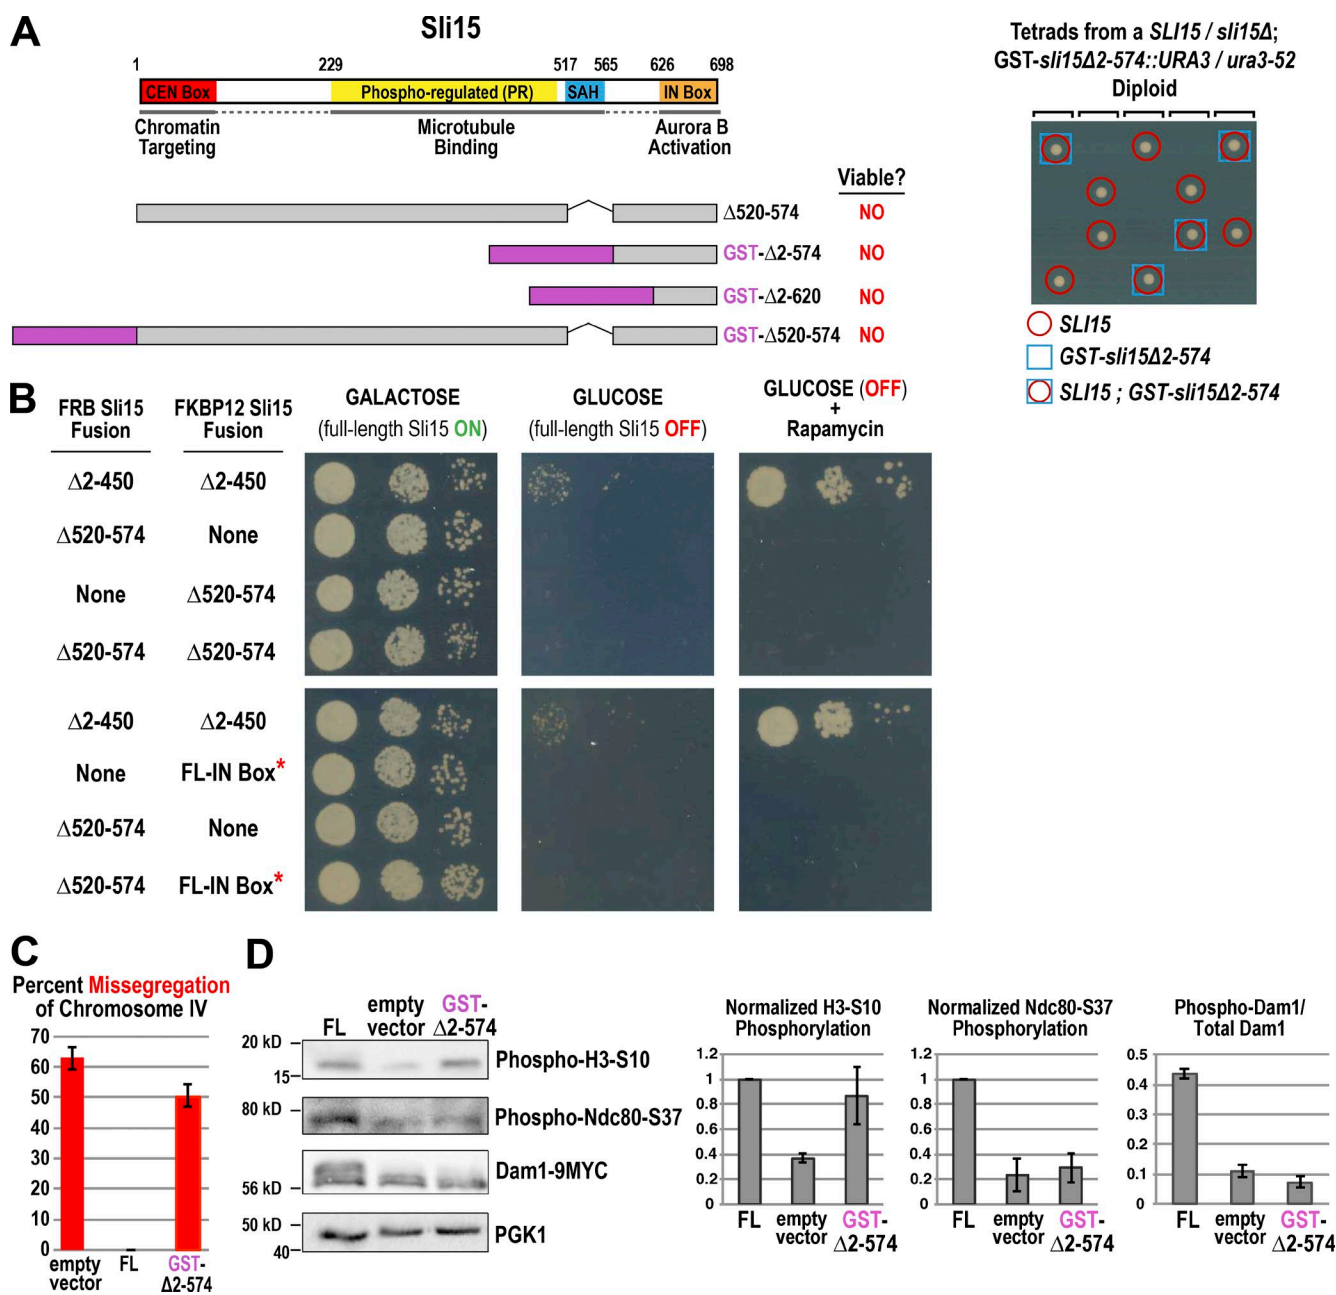 A
Sli15
1 229 517 565 626 698
CEN Box Phospho-regulated (PR) SAH IN Box
Chromatin Targeting
Microtubule Binding
Aurora B Activation
Viable?
Δ520-574 NO
GST-Δ2-574 NO
GST-Δ2-620 NO
GST-Δ520-574 NO
Tetrads from a SLI15 / sli15Δ;
GST-sli15Δ2-574::URA3 / ura3-52
Diploid
SLI15
GST-sli15Δ2-574
SLI15 ; GST-sli15Δ2-574
B
FRB Sli15 Fusion
FKBP12 Sli15 Fusion
GALACTOSE
(full-length Sli15 ON)
GLUCOSE
(full-length Sli15 OFF)
GLUCOSE (OFF)
+
Rapamycin
Δ2-450 Δ2-450
Δ520-574 None
None Δ520-574
Δ520-574 Δ520-574
Δ2-450 Δ2-450
None FL-IN Box*
Δ520-574 None
Δ520-574 FL-IN Box*
C
Percent Missegregation
of Chromosome IV
70
60
50
40
30
20
10
0
empty vector
FL
GST-Δ2-574
D
FL
empty vector
GST-Δ2-574
20 kD
15
Phospho-H3-S10
80 kD
Phospho-Ndc80-S37
56 kD
Dam1-9MYC
50 kD
40
PGK1
Normalized H3-S10
Phosphorylation
1.2
1
0.8
0.6
0.4
0.2
0
FL
empty vector
GST-Δ2-574
Normalized Ndc80-S37
Phosphorylation
1.2
1
0.8
0.6
0.4
0.2
0
FL
empty vector
GST-Δ2-574
Phospho-Dam1/
Total Dam1
0.5
0.4
0.3
0.2
0.1
0
FL
empty vector
GST-Δ2-574